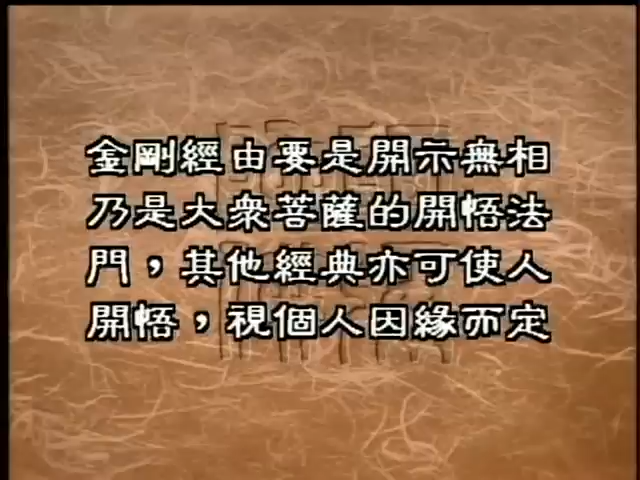 金剛經由要是開示無相
乃是大衆菩薩的開悟法
門，其他經典亦可使人
開悟，視個人因緣而定